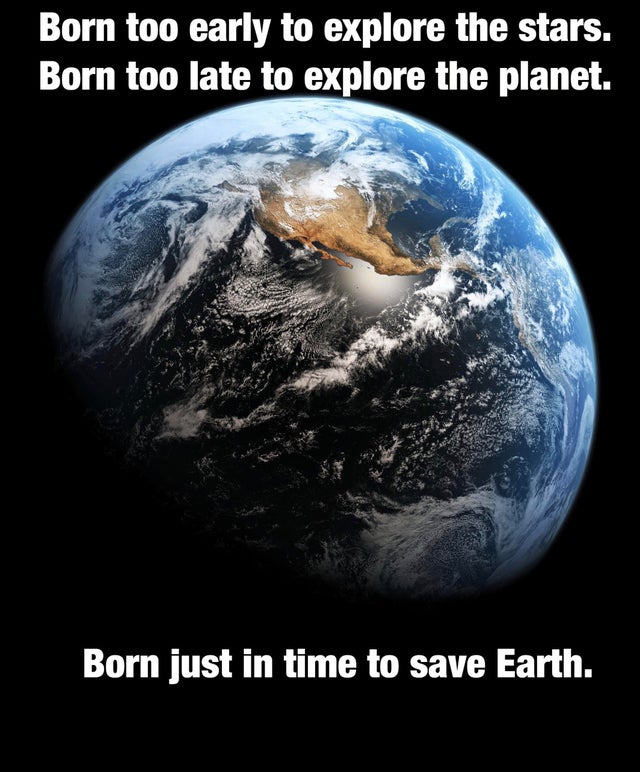 Born too early to explore the stars.
Born too late to explore the planet.
Born just in time to save Earth.